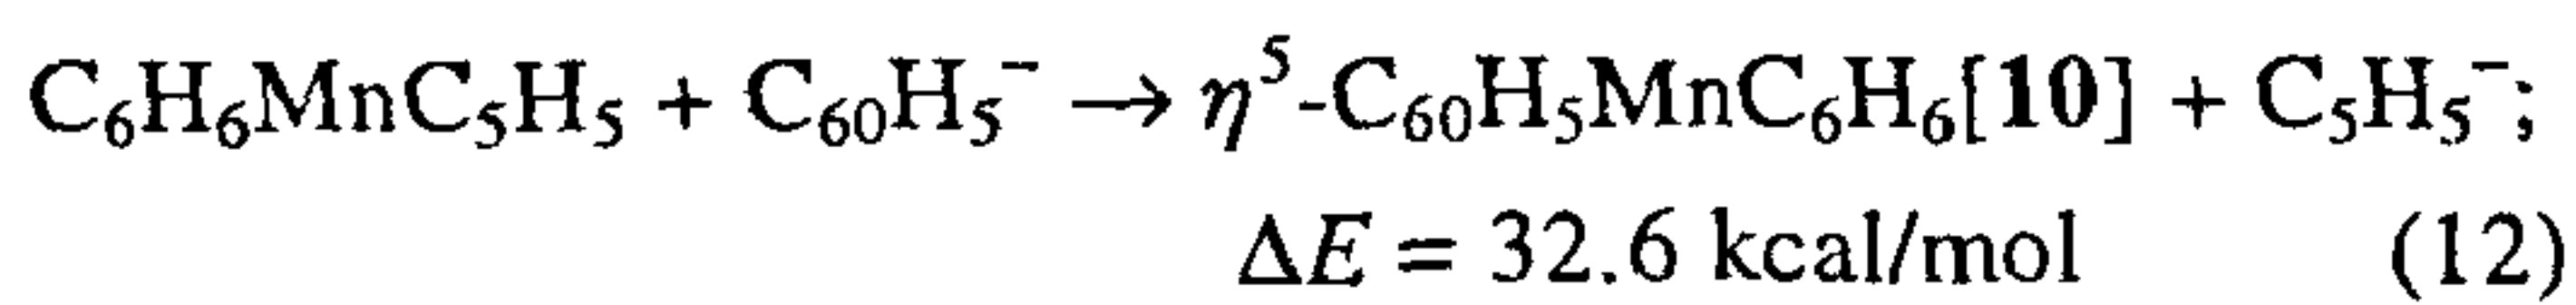 C₆H₆MnC₅H₅ + C₆₀H₅⁻ → η⁵-C₆₀H₅MnC₆H₆[10] + C₅H₅⁻;
ΔE = 32.6 kcal/mol (12)